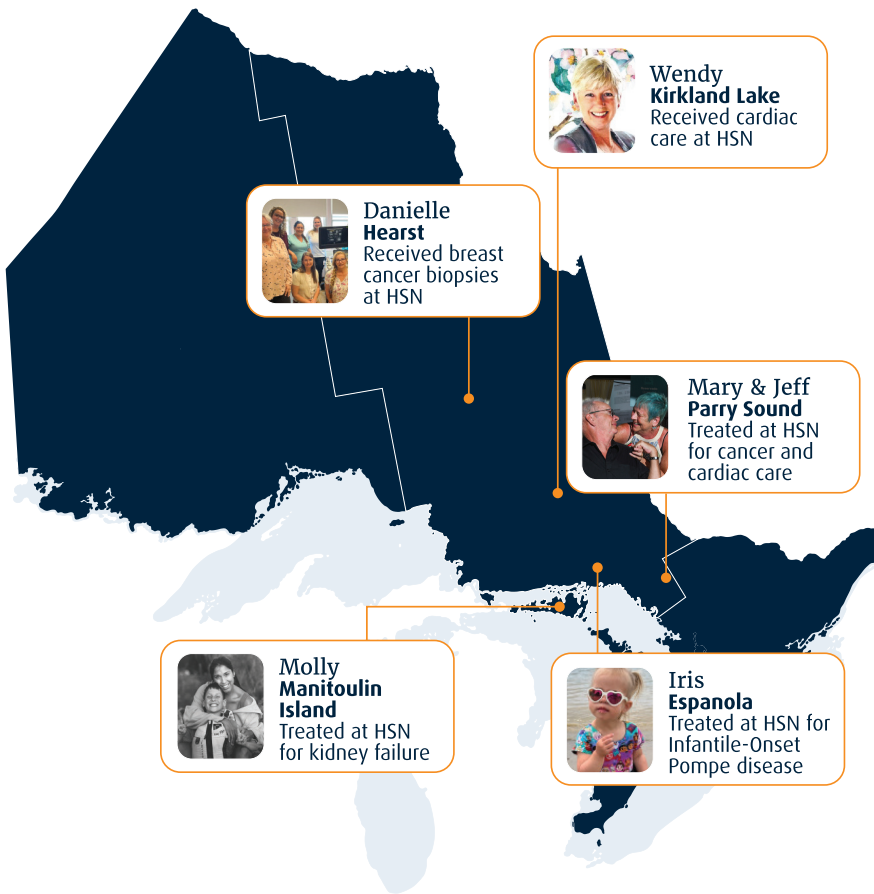 Wendy
Kirkland Lake
Received cardiac
care at HSN
Danielle
Hearst
Received breast
cancer biopsies
at HSN
Mary & Jeff
Parry Sound
Treated at HSN
for cancer and
cardiac care
Molly
Manitoulin
Island
Treated at HSN
for kidney failure
Iris
Espanola
Treated at HSN for
Infantile-Onset
Pompe disease